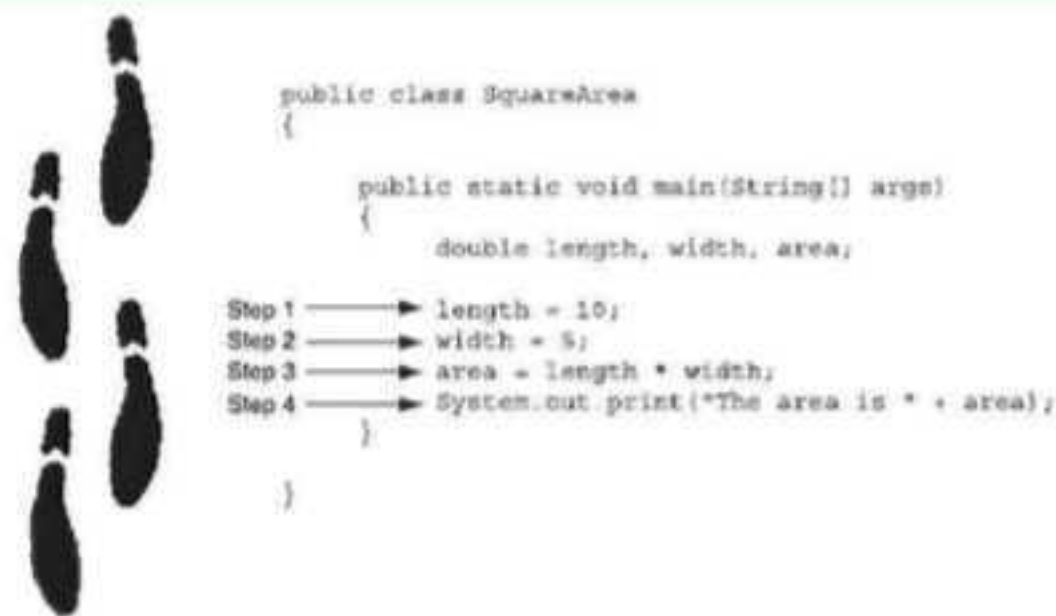 public class SquareArea
{
public static void main(String[] args)
{
double length, width, area;
Step 1 length = 10;
Step 2 width = 5;
Step 3 area = length * width;
Step 4 System.out.print("The area is " + area);
}
}